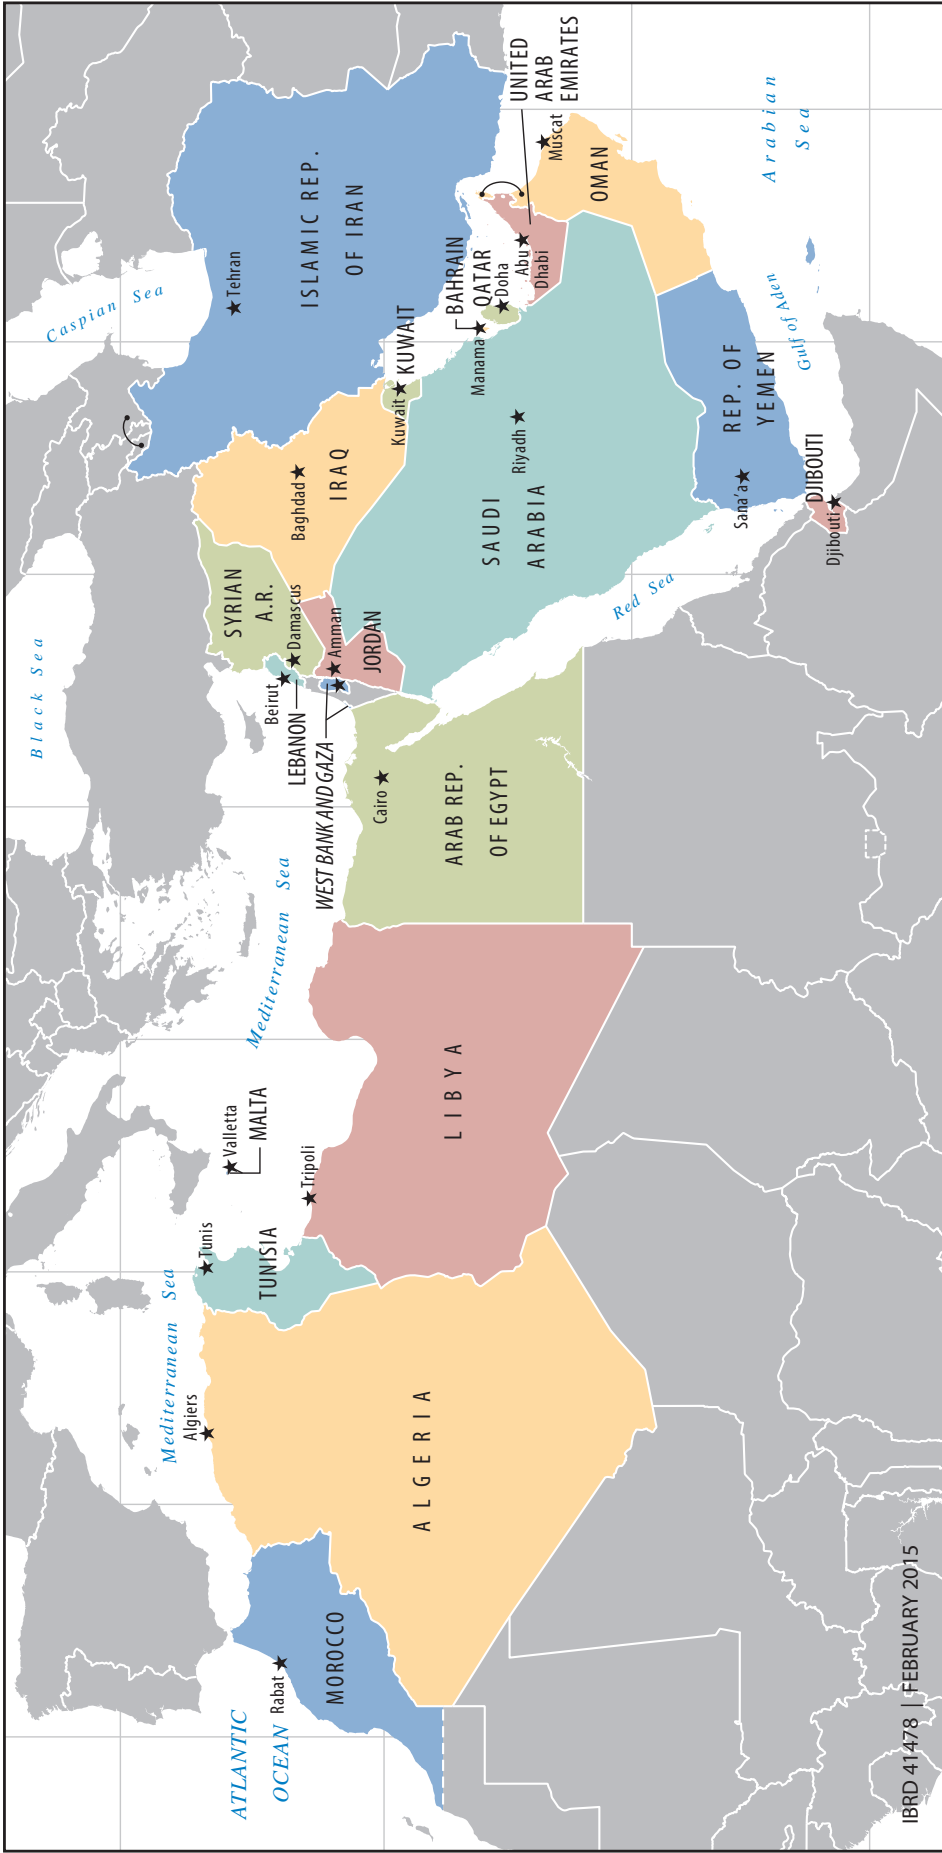 Black Sea
Caspian Sea
Tehran
ISLAMIC REP.
OF IRAN
Mediterranean Sea
Algiers
Tunis
TUNISIA
Valletta
MALTA
Tripoli
Mediterranean Sea
SYRIAN
A.R.
Damascus
Beirut
LEBANON
WEST BANK AND GAZA
Amman
JORDAN
Baghdad
IRAQ
Kuwait
KUWAIT
BAHRAIN
Manama
QATAR
Doha
Abu
Dhabi
UNITED
ARAB
EMIRATES
Muscat
OMAN
ATLANTIC
OCEAN
Rabat
MOROCCO
ALGERIA
LIBYA
Cairo
ARAB REP.
OF EGYPT
SAUDI
ARABIA
Riyadh
Red Sea
REP. OF
YEMEN
Sana'a
Gulf of Aden
Arabian
Sea
DJIBOUTI
Djibouti
IBRD 41478 | FEBRUARY 2015